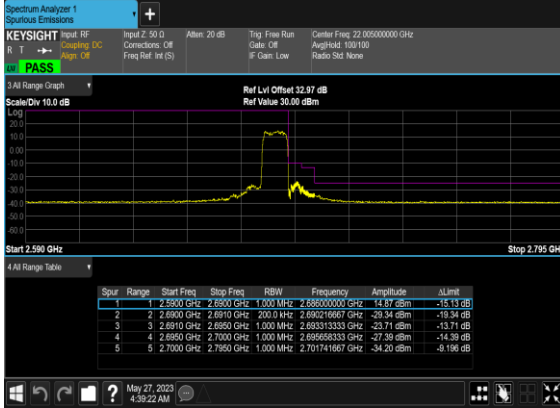 Spectrum Analyzer 1
Spurious Emissions
+
KEYSIGHT Input: RF Input Z: 50 Ω Atten: 20 dB Trig: Free Run Center Freq: 22.005000000 GHz
R T Coupling: DC Corrections: Off Gate: Off Avg|Hold: 100/100
Align: Off Freq Ref: Int (S) IF Gain: Low Radio Std: None
PASS
3 All Range Graph Ref Lvl Offset 32.97 dB
Scale/Div 10.0 dB Ref Value 30.00 dBm
Log
20.0
10.0
0.00
-10.0
-20.0
-30.0
-40.0
-50.0
-60.0
Start 2.590 GHz Stop 2.795 GH
4 All Range Table
Spur Range Start Freq Stop Freq RBW Frequency Amplitude ΔLimit
1 1 2.5900 GHz 2.6900 GHz 1.000 MHz 2.686000000 GHz 14.87 dBm -15.13 dB
2 2 2.6900 GHz 2.6910 GHz 200.0 kHz 2.690216667 GHz -29.34 dBm -19.34 dB
3 3 2.6910 GHz 2.6950 GHz 1.000 MHz 2.693313333 GHz -23.71 dBm -13.71 dB
4 4 2.6950 GHz 2.7000 GHz 1.000 MHz 2.695658333 GHz -27.39 dBm -14.39 dB
5 5 2.7000 GHz 2.7950 GHz 1.000 MHz 2.701741667 GHz -34.20 dBm -9.196 dB
? May 27, 2023
4:39:22 AM